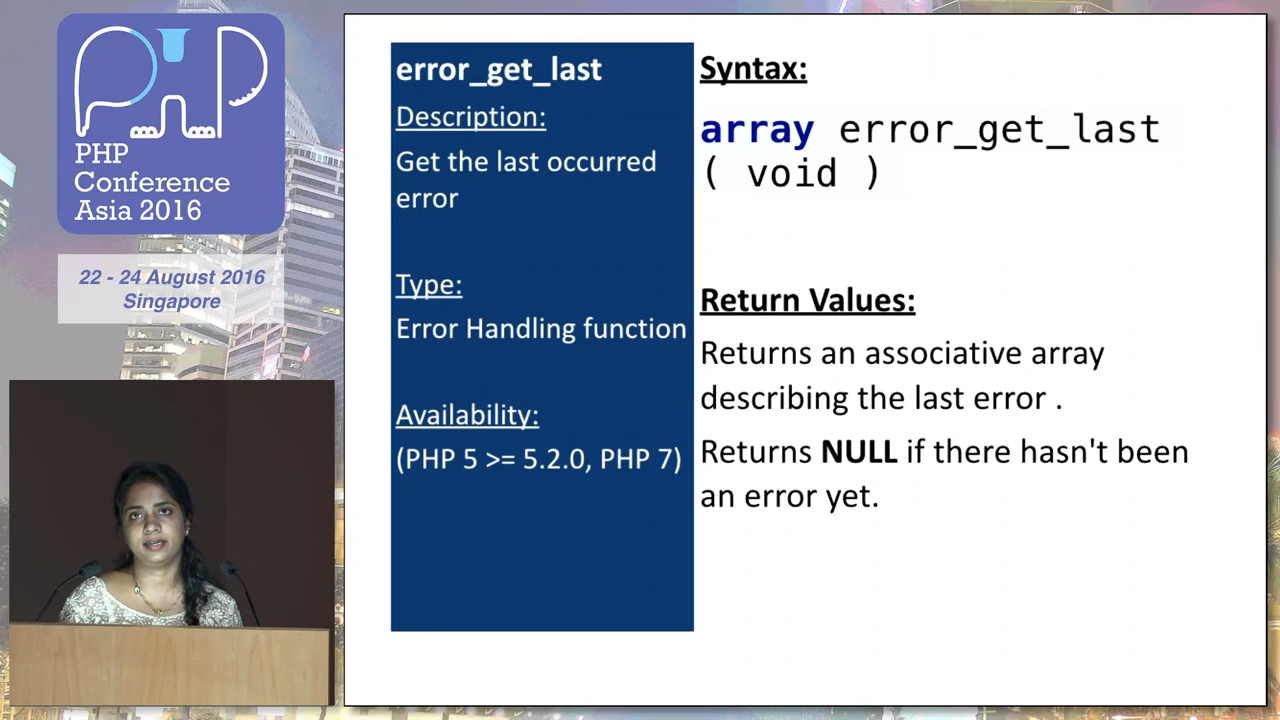 PHP
Conference
Asia 2016
22 - 24 August 2016
Singapore
error_get_last
Description:
Get the last occurred
error
Type:
Error Handling function
Availability:
(PHP 5 >= 5.2.0, PHP 7)
Syntax:
array error_get_last
( void )
Return Values:
Returns an associative array
describing the last error .
Returns NULL if there hasn't been
an error yet.